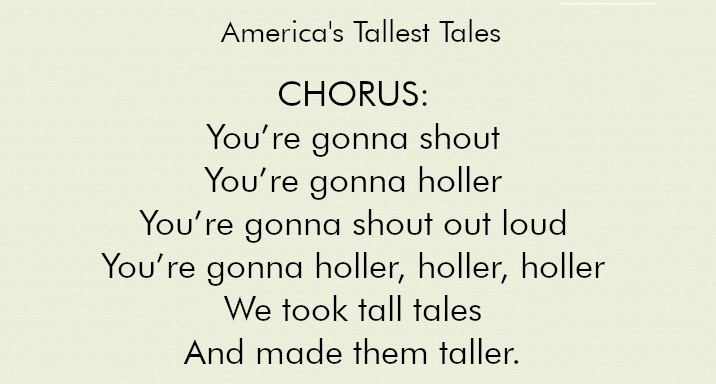 America's Tallest Tales
CHORUS:
You’re gonna shout
You’re gonna holler
You’re gonna shout out loud
You’re gonna holler, holler, holler
We took tall tales
And made them taller.